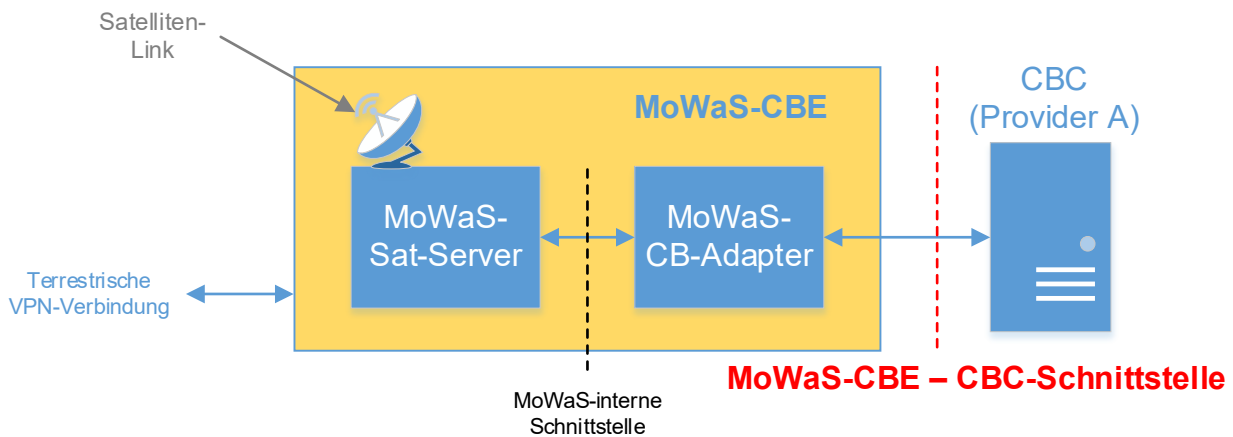 Satelliten-
Link
MoWaS-CBE
CBC
(Provider A)
MoWaS-
Sat-Server
MoWaS-
CB-Adapter
Terrestrische
VPN-Verbindung
MoWaS-CBE – CBC-Schnittstelle
MoWaS-interne
Schnittstelle